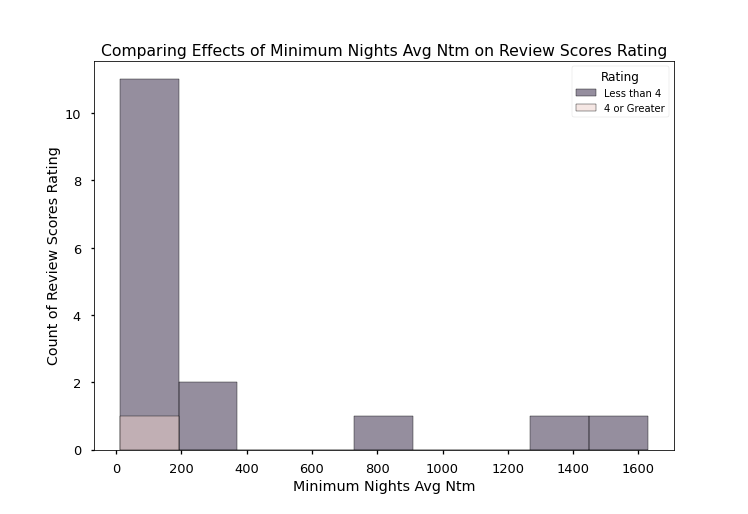 Comparing Effects of Minimum Nights Avg Ntm on Review Scores Rating
Rating
Less than 4
4 or Greater
Count of Review Scores Rating
10
8
6
4
2
0
0 200 400 600 800 1000 1200 1400 1600
Minimum Nights Avg Ntm